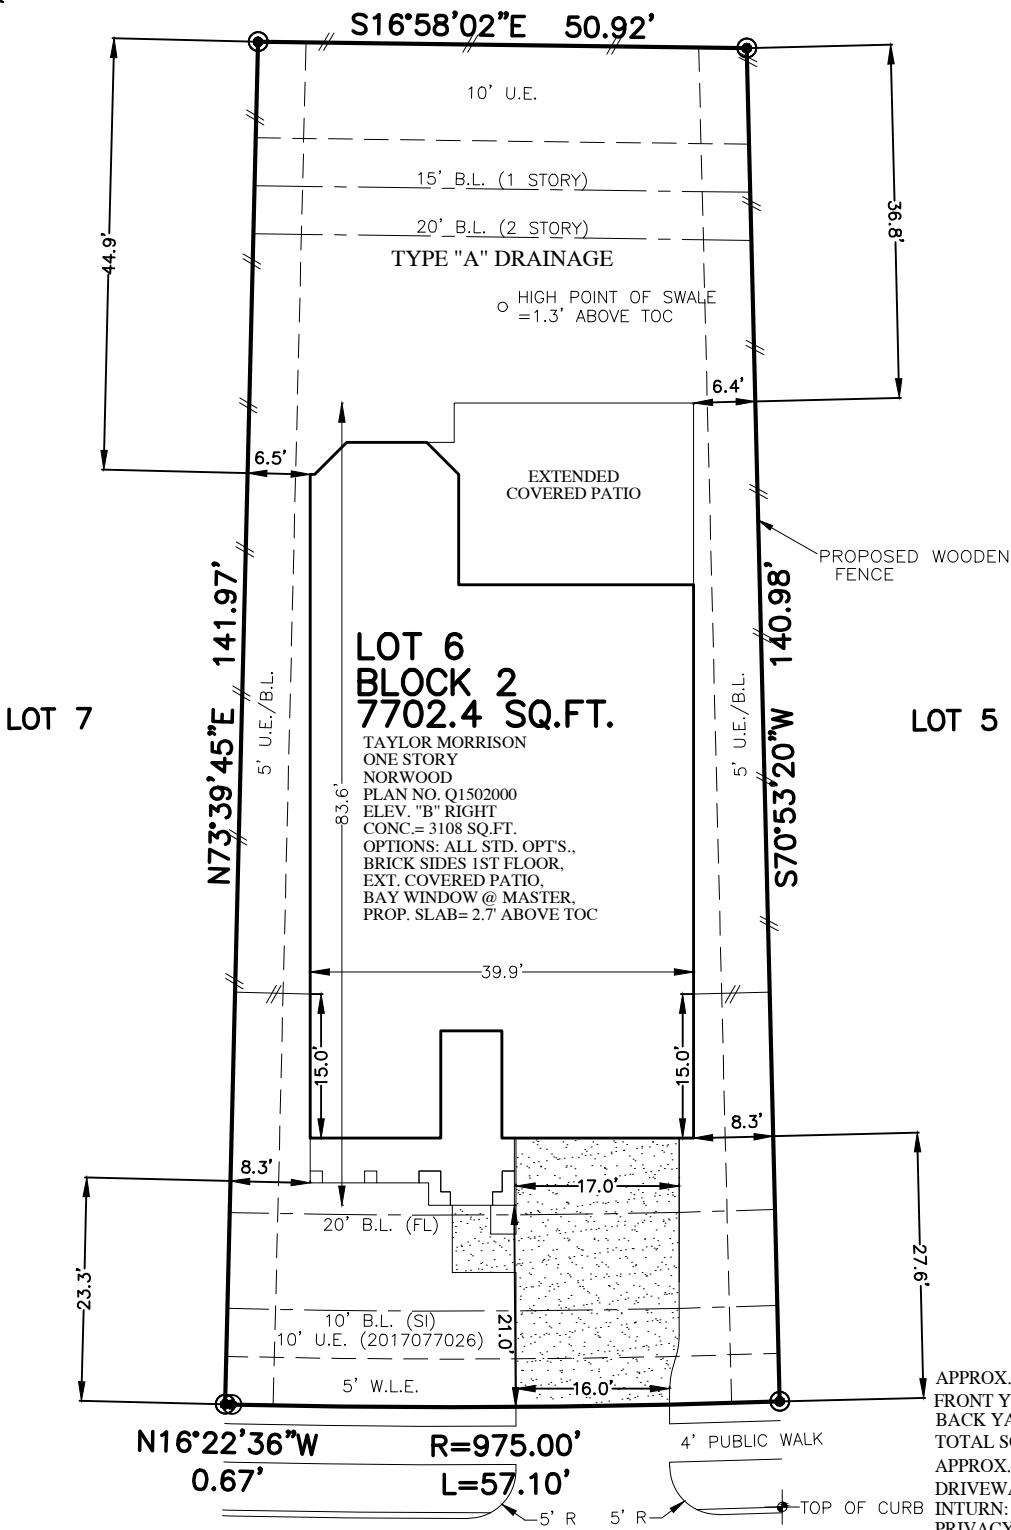 S16°58'02"E 50.92'
10' U.E.
15' B.L. (1 STORY)
20' B.L. (2 STORY)
TYPE "A" DRAINAGE
HIGH POINT OF SWALE
=1.3' ABOVE TOC
44.9'
36.8'
6.4'
6.5'
EXTENDED
COVERED PATIO
PROPOSED WOODEN
FENCE
N73°39'45"E 141.97'
S70°53'20"W 140.98'
LOT 6
BLOCK 2
7702.4 SQ.FT.
LOT 7
LOT 5
5' U.E./B.L.
5' U.E./B.L.
TAYLOR MORRISON
ONE STORY
NORWOOD
PLAN NO. Q1502000
ELEV. "B" RIGHT
CONC.= 3108 SQ.FT.
OPTIONS: ALL STD. OPT'S.,
BRICK SIDES 1ST FLOOR,
EXT. COVERED PATIO,
BAY WINDOW @ MASTER,
PROP. SLAB= 2.7' ABOVE TOC
83.6'
39.9'
15.0'
15.0'
8.3'
8.3'
17.0'
20' B.L. (FL)
23.3'
27.6'
10' B.L. (SI)
10' U.E. (2017077026)
21.0'
5' W.L.E.
16.0'
N16°22'36"W
0.67'
R=975.00'
L=57.10'
4' PUBLIC WALK
5' R
5' R
TOP OF CURB
APPROX.
FRONT Y
BACK YA
TOTAL SQ
APPROX.
DRIVEWA
INTURN:
PRIVACY